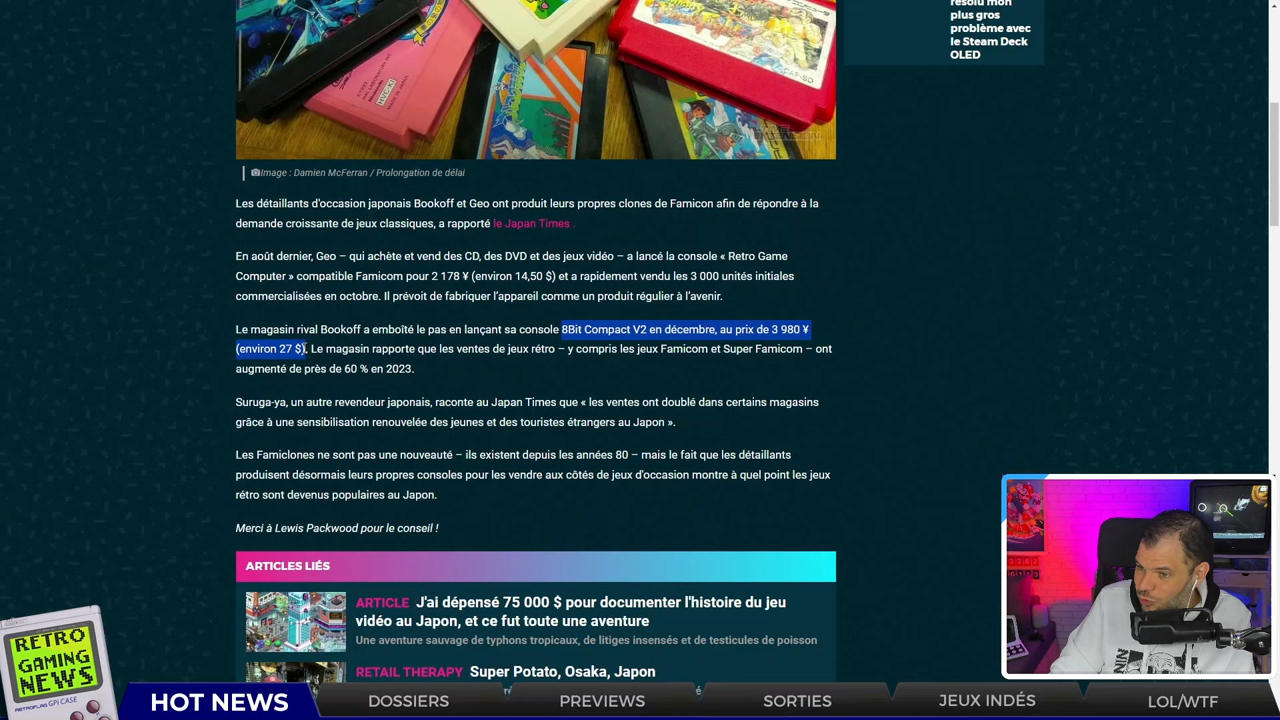 résolu mon
plus gros
problème avec
le Steam Deck
OLED
Image : Damien McFerran / Prolongation de délai
Les détaillants d'occasion japonais Bookoff et Geo ont produit leurs propres clones de Famicon afin de répondre à la
demande croissante de jeux classiques, a rapporté le Japan Times .
En août dernier, Geo – qui achète et vend des CD, des DVD et des jeux vidéo – a lancé la console « Retro Game
Computer » compatible Famicom pour 2 178 ¥ (environ 14,50 $) et a rapidement vendu les 3 000 unités initiales
commercialisées en octobre. Il prévoit de fabriquer l'appareil comme un produit régulier à l'avenir.
Le magasin rival Bookoff a emboîté le pas en lançant sa console 8Bit Compact V2 en décembre, au prix de 3 980 ¥
(environ 27 $). Le magasin rapporte que les ventes de jeux rétro – y compris les jeux Famicom et Super Famicom – ont
augmenté de près de 60 % en 2023.
Suruga-ya, un autre revendeur japonais, raconte au Japan Times que « les ventes ont doublé dans certains magasins
grâce à une sensibilisation renouvelée des jeunes et des touristes étrangers au Japon ».
Les Famiclones ne sont pas une nouveauté – ils existent depuis les années 80 – mais le fait que les détaillants
produisent désormais leurs propres consoles pour les vendre aux côtés de jeux d'occasion montre à quel point les jeux
rétro sont devenus populaires au Japon.
Merci à Lewis Packwood pour le conseil !
ARTICLES LIÉS
ARTICLE J'ai dépensé 75 000 $ pour documenter l'histoire du jeu
vidéo au Japon, et ce fut toute une aventure
Une aventure sauvage de typhons tropicaux, de litiges insensés et de testicules de poisson
RETAIL THERAPY Super Potato, Osaka, Japon
RETRO
GAMING
NEWS
RETROFLAG GPi CASE
HOT NEWS
DOSSIERS
PREVIEWS
SORTIES
JEUX INDÉS
LOL/WTF